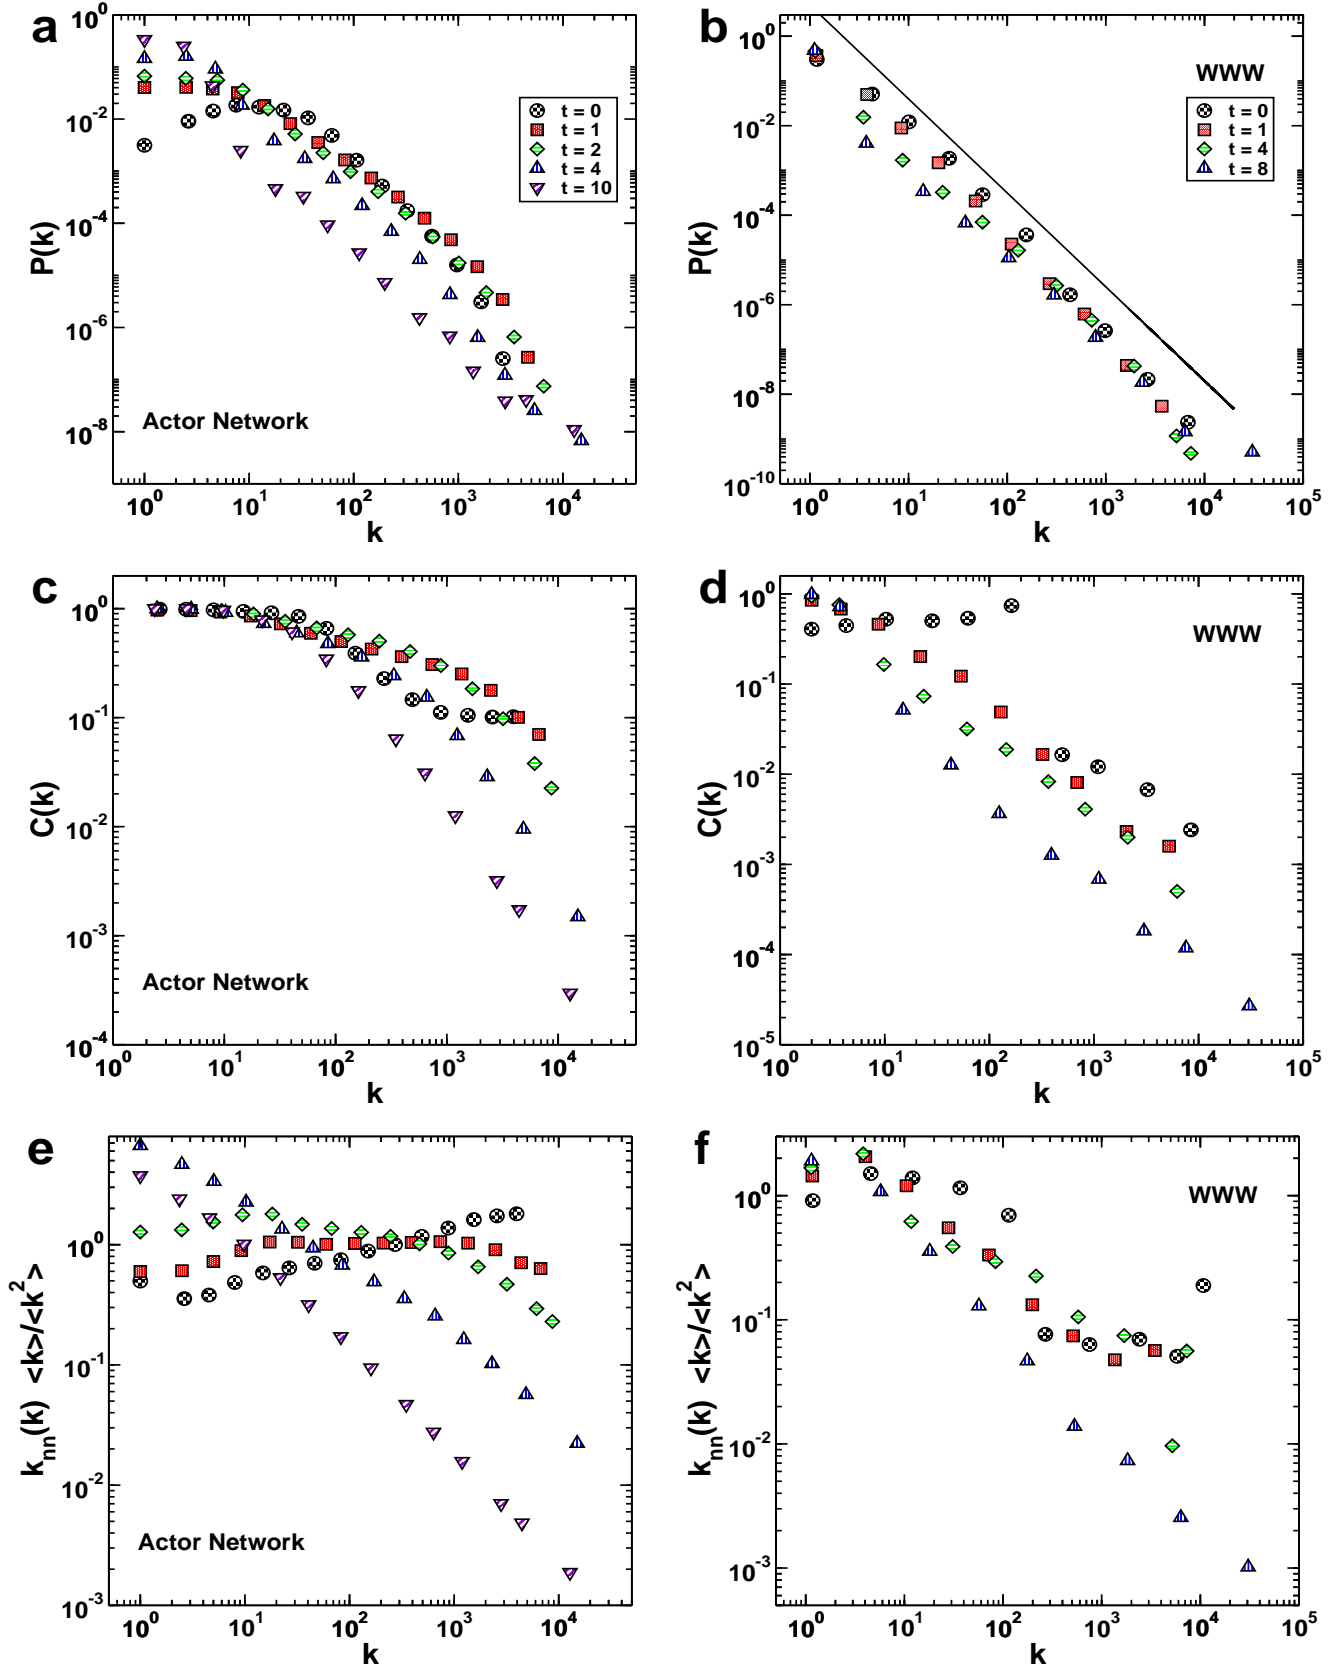 a
10^0
10^-2
10^-4
10^-6
10^-8
P(k)
t = 0
t = 1
t = 2
t = 4
t = 10
Actor Network
10^0 10^1 10^2 10^3 10^4
k
b
10^0
10^-2
10^-4
10^-6
10^-8
10^-10
P(k)
WWW
t = 0
t = 1
t = 4
t = 8
10^0 10^1 10^2 10^3 10^4 10^5
k
c
10^0
10^-1
10^-2
10^-3
10^-4
C(k)
Actor Network
10^0 10^1 10^2 10^3 10^4
k
d
10^0
10^-1
10^-2
10^-3
10^-4
10^-5
C(k)
WWW
10^0 10^1 10^2 10^3 10^4 10^5
k
e
10^0
10^-1
10^-2
10^-3
k_nn(k) <k>/<k^2>
Actor Network
10^0 10^1 10^2 10^3 10^4
k
f
10^0
10^-1
10^-2
10^-3
k_nn(k) <k>/<k^2>
WWW
10^0 10^1 10^2 10^3 10^4 10^5
k